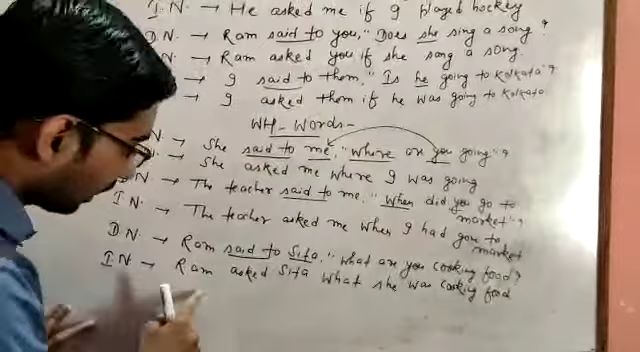 I.N. → He asked me if I played hockey
D.N. → Ram said to you, "Does she sing a song?
N. → Ram asked you if she sang a song.
→ I said to them, "Is he going to Kolkata"?
→ I asked them if he was going to Kolkata
WH-Words-
N. → She said to me, "where are you going"?
N. → She asked me where I was going
N → The teacher said to me, "When did you go to market"?
I.N. → The teacher asked me when I had gone to market
D.N. → Ram said to Sita, "what are you cooking food?
I.N → Ram asked Sita what she was cooking food